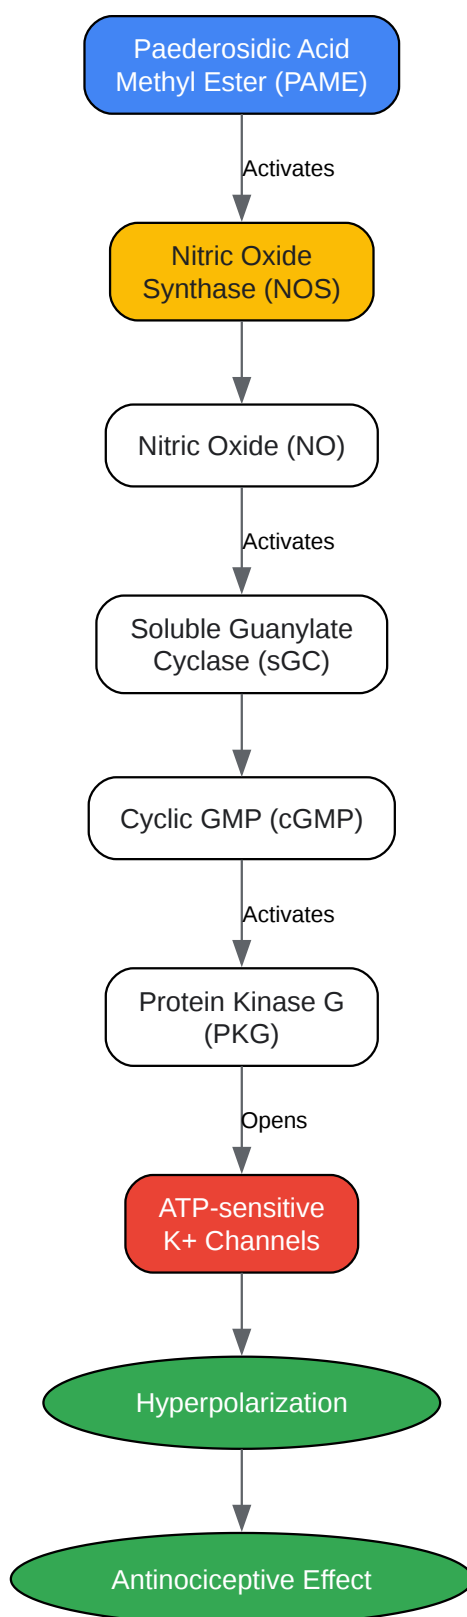 Paederosidic Acid
Methyl Ester (PAME)
Activates
Nitric Oxide
Synthase (NOS)
Nitric Oxide (NO)
Activates
Soluble Guanylate
Cyclase (sGC)
Cyclic GMP (cGMP)
Activates
Protein Kinase G
(PKG)
Opens
ATP-sensitive
K+ Channels
Hyperpolarization
Antinociceptive Effect